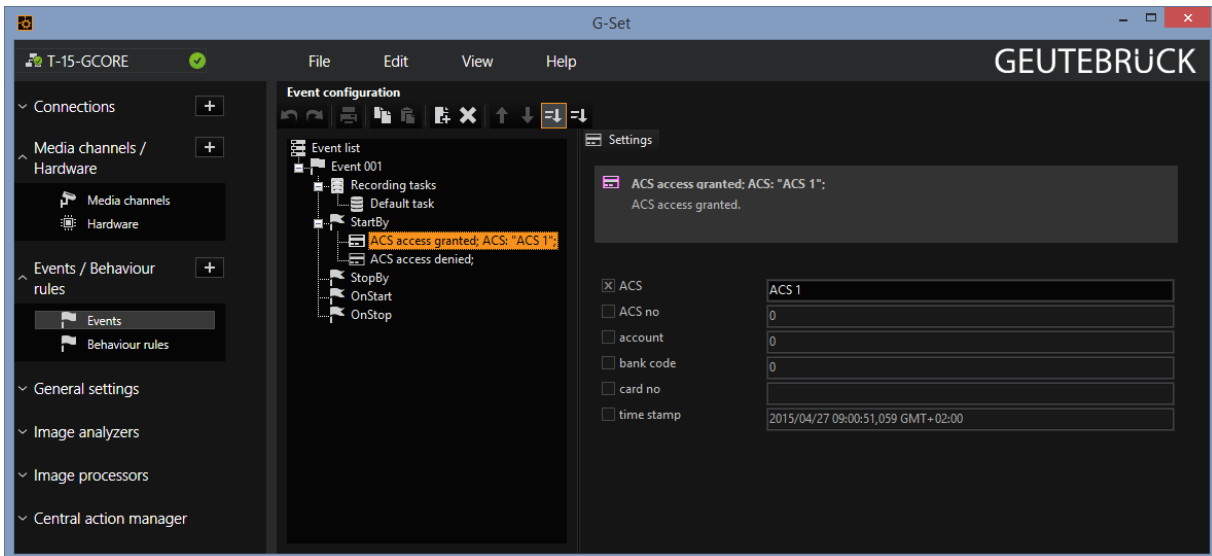 G-Set
T-15-GCORE
File Edit View Help
GEUTEBRÜCK
Connections
Media channels /
Hardware
Media channels
Hardware
Events / Behaviour
rules
Events
Behaviour rules
General settings
Image analyzers
Image processors
Central action manager
Event configuration
Event list
Event 001
Recording tasks
Default task
StartBy
ACS access granted; ACS: "ACS 1";
ACS access denied;
StopBy
OnStart
OnStop
Settings
ACS access granted; ACS: "ACS 1";
ACS access granted.
ACS ACS 1
ACS no 0
account 0
bank code 0
card no
time stamp 2015/04/27 09:00:51,059 GMT+02:00